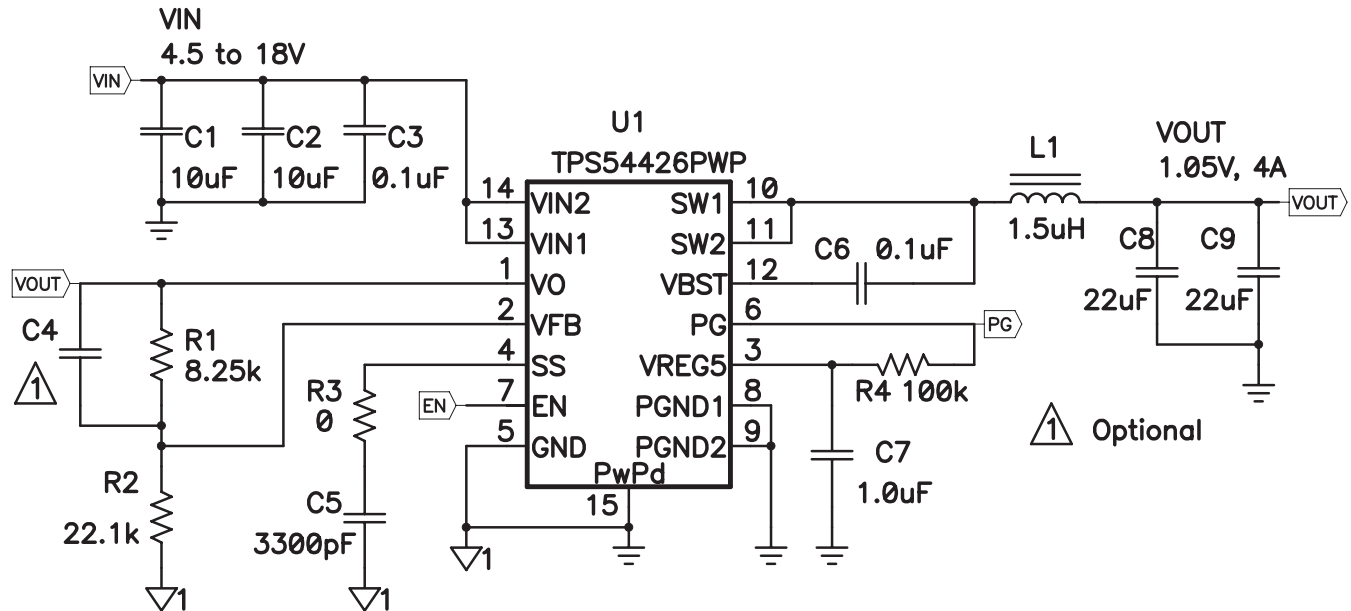 VIN
4.5 to 18V
VIN
C1
10uF
C2
10uF
C3
0.1uF
U1
TPS54426PWP
14
VIN2
13
VIN1
1
VO
2
VFB
4
SS
7
EN
5
GND
PwPd
15
SW1
10
SW2
11
VBST
12
PG
6
VREG5
3
PGND1
8
PGND2
9
VOUT
C4
1
R1
8.25k
R2
22.1k
1
R3
0
C5
3300pF
1
EN
1
C6
0.1uF
L1
1.5uH
VOUT
1.05V, 4A
VOUT
C8
22uF
C9
22uF
PG
R4 100k
C7
1.0uF
1 Optional